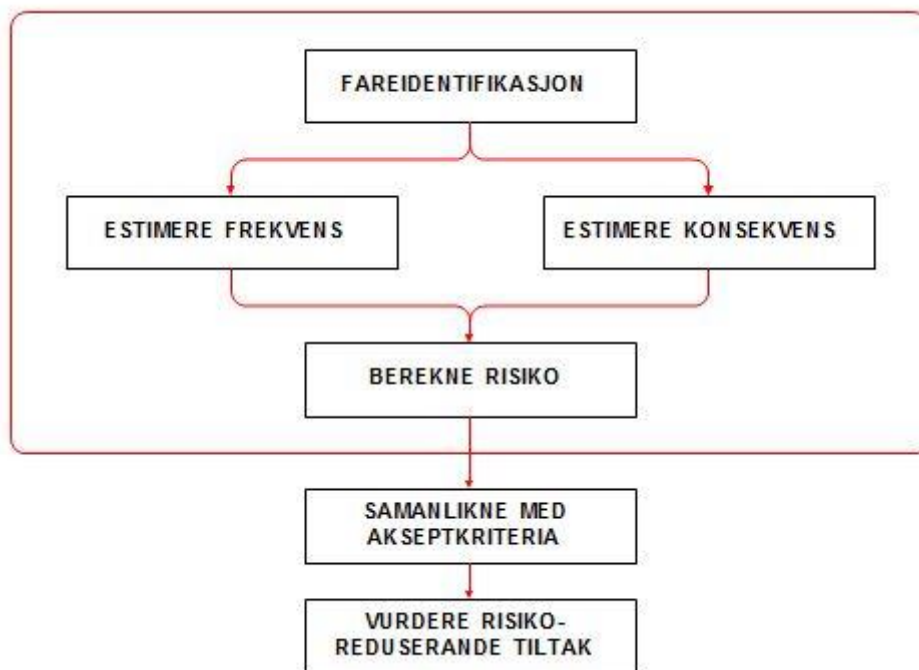 FAREIDENTIFIKASJON
ESTIMERE FREKVENS
ESTIMERE KONSEKVENS
BEREKNE RISIKO
SAMANLIKNE MED
AKSEPTKRITERIA
VURDERE RISIKO-
REDUSERANDE TILTAK